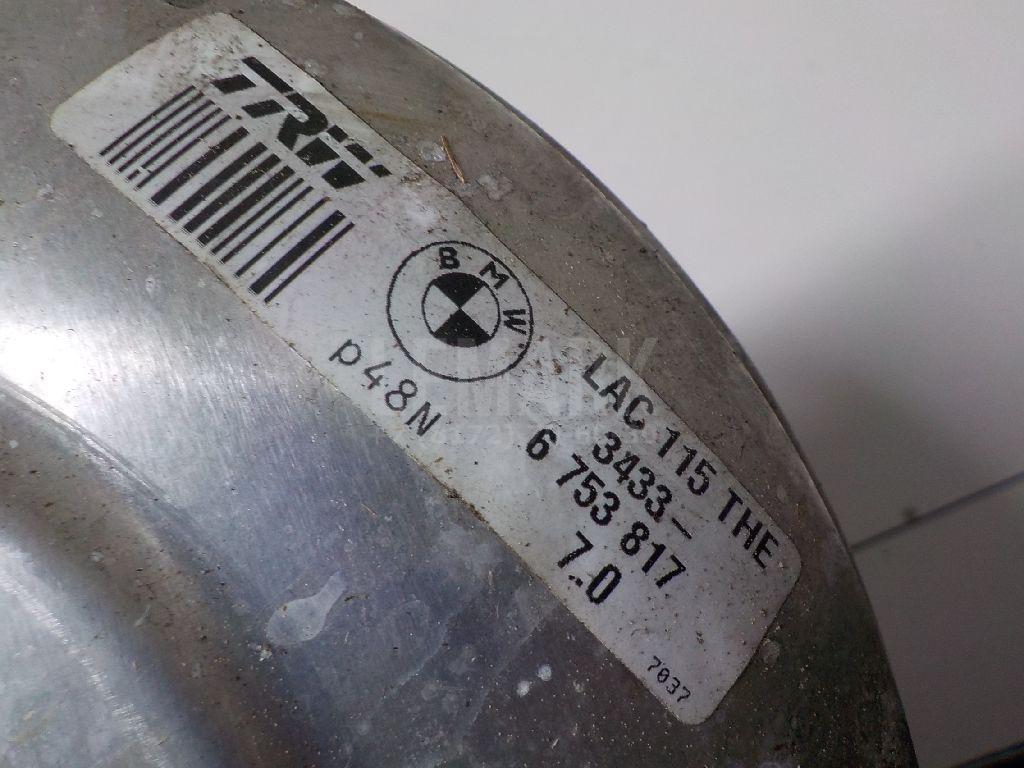 TRW
BMW
p48N
LAC 115 THE
3433-
6 753 817
7.0
7037